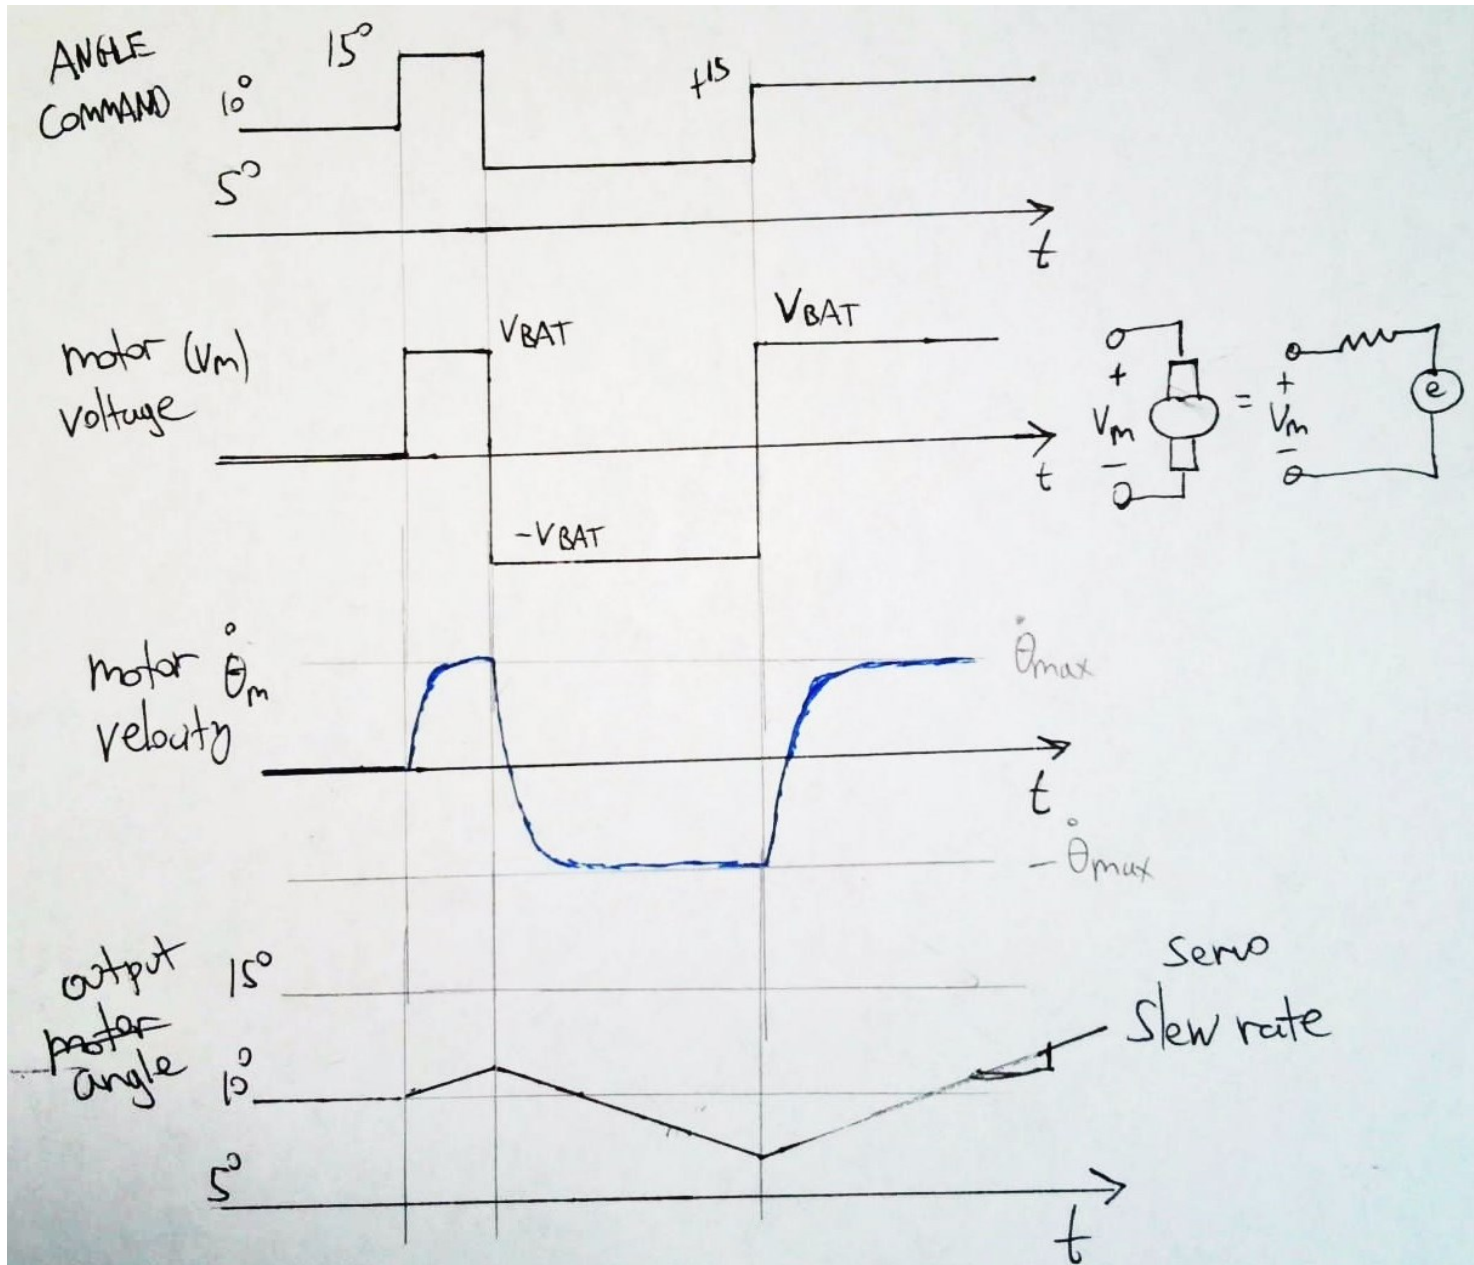 ANGLE
COMMAND
15°
10°
5°
+15
t
motor (Vm)
voltage
VBAT
VBAT
-VBAT
t
+
Vm
-
=
+
Vm
-
e
motor θ̇m
velocity
θ̇max
t
- θ̇max
output
motor
angle
15°
10°
5°
Servo
Slew rate
t